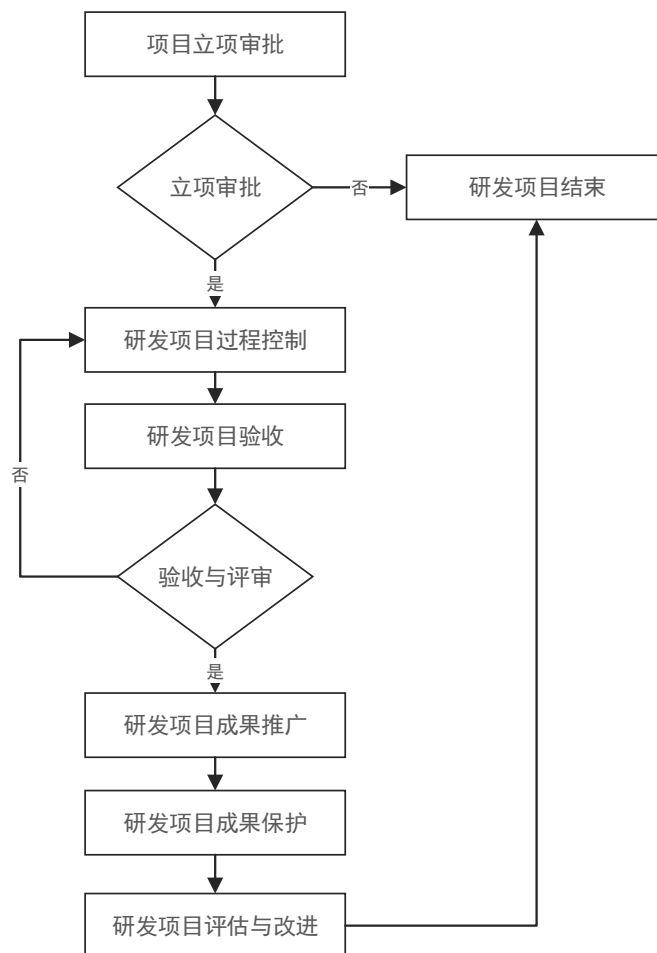 项目立项审批
立项审批
否
研发项目结束
是
研发项目过程控制
研发项目验收
否
验收与评审
是
研发项目成果推广
研发项目成果保护
研发项目评估与改进